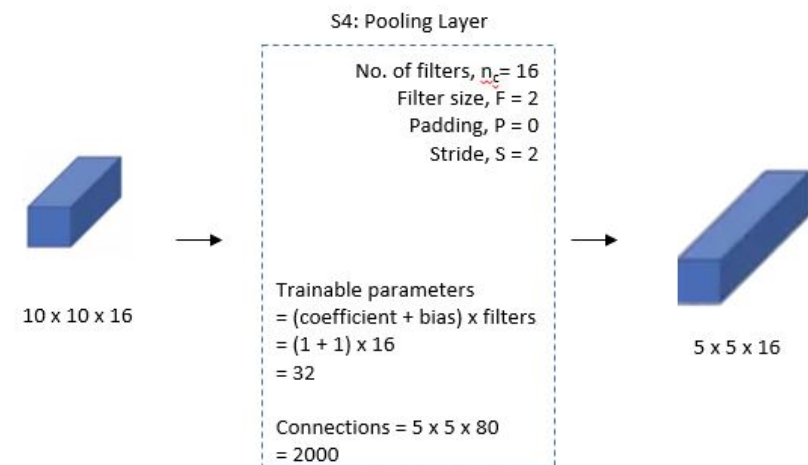 S4: Pooling Layer
No. of filters, nc= 16
Filter size, F = 2
Padding, P = 0
Stride, S = 2
10 x 10 x 16
Trainable parameters
= (coefficient + bias) x filters
= (1 + 1) x 16
= 32
Connections = 5 x 5 x 80
= 2000
5 x 5 x 16